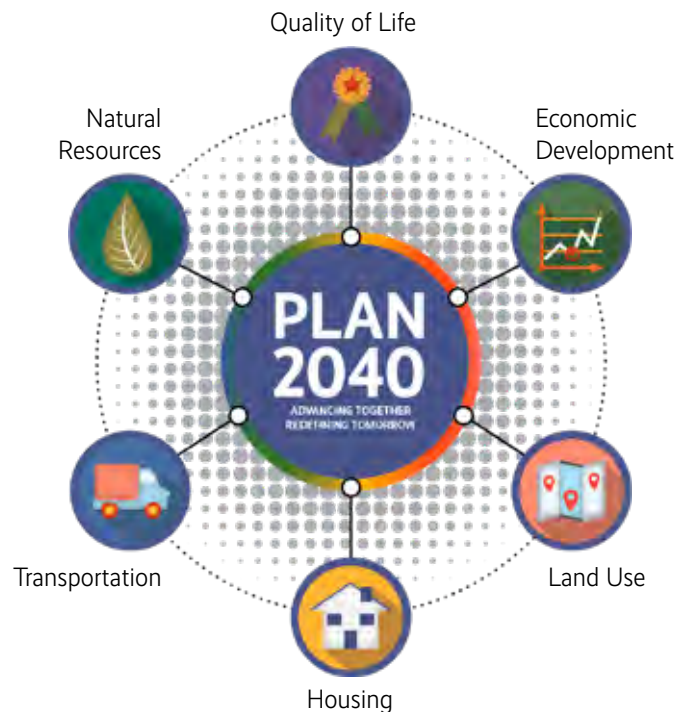 Quality of Life
Natural
Resources
Economic
Development
PLAN
2040
ADVANCING TOGETHER
REDEFINING TOMORROW
Transportation
Land Use
Housing